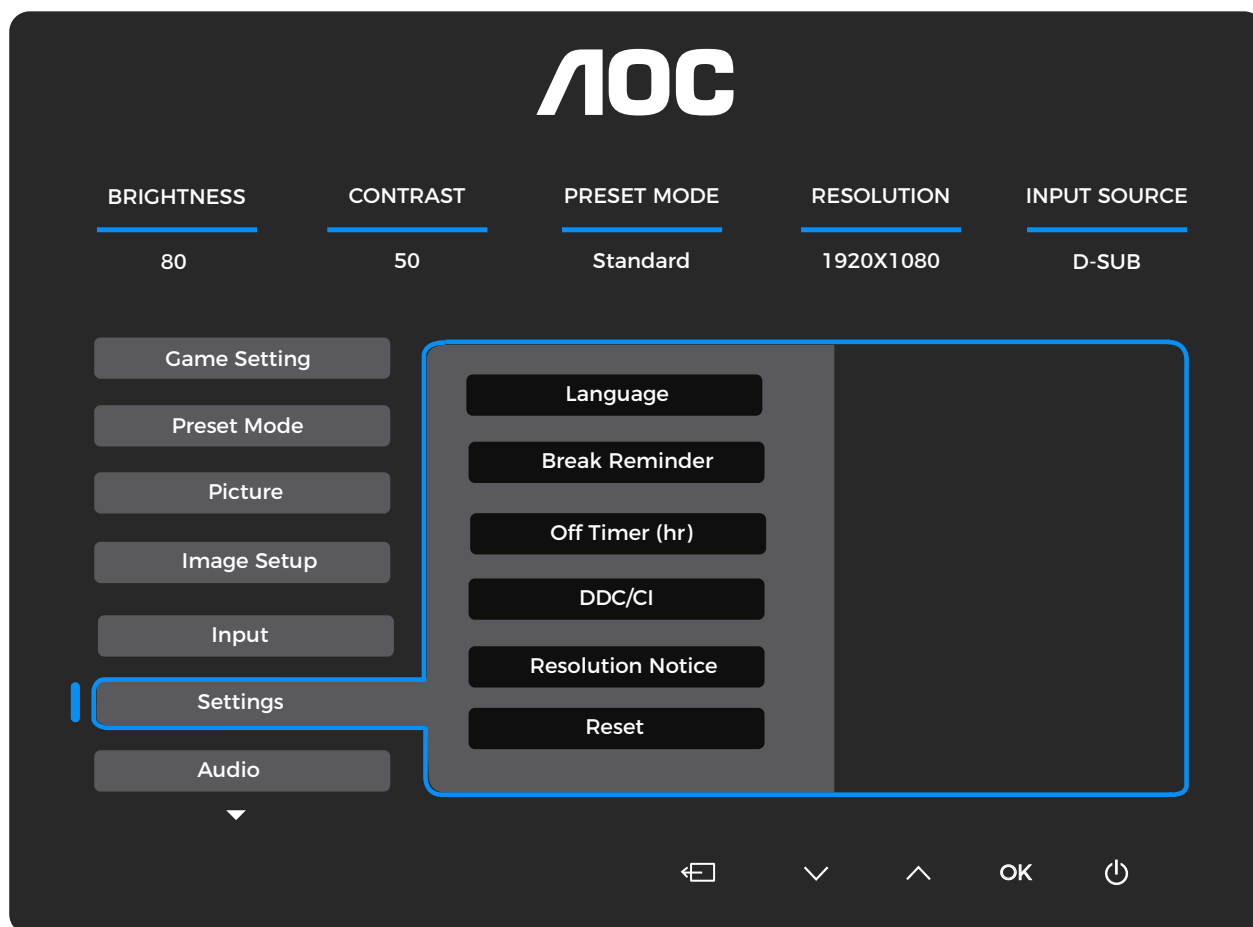 AOC
BRIGHTNESS CONTRAST PRESET MODE RESOLUTION INPUT SOURCE
80 50 Standard 1920X1080 D-SUB
Game Setting
Preset Mode
Picture
Image Setup
Input
Settings
Audio
Language
Break Reminder
Off Timer (hr)
DDC/CI
Resolution Notice
Reset
OK